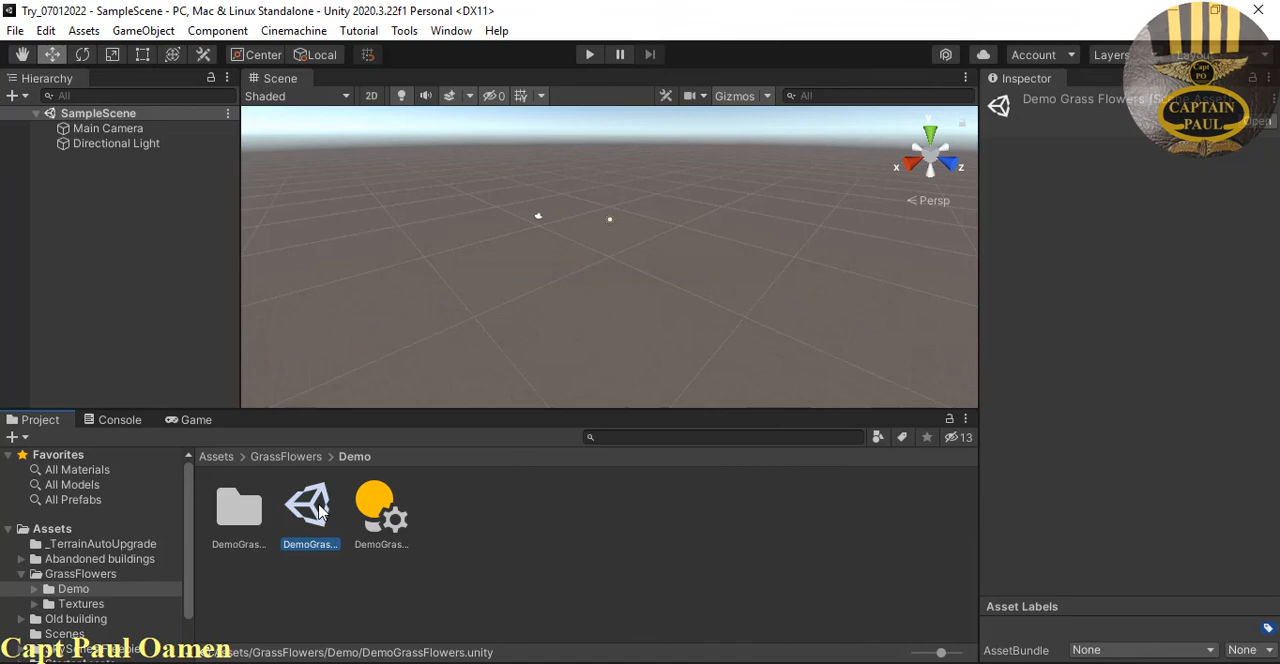 Try_07012022 - SampleScene - PC, Mac & Linux Standalone - Unity 2020.3.22f1 Personal <DX11>
File Edit Assets GameObject Component Cinemachine Tutorial Tools Window Help
Center Local Account Layers
Hierarchy Scene Inspector
All Shaded 2D 0 Gizmos All
Demo Grass Flowers
Open
SampleScene
Main Camera
Directional Light
y
x z
Persp
Capt
PO
CAPTAIN
PAUL
Project Console Game
13
Favorites
All Materials
All Models
All Prefabs
Assets > GrassFlowers > Demo
Assets
_TerrainAutoUpgrade
Abandoned buildings
GrassFlowers
Demo
Textures
Old building
Scenes
DemoGras... DemoGras... DemoGras...
Capt Paul Oamen
Assets/GrassFlowers/Demo/DemoGrassFlowers.unity
Asset Labels
AssetBundle None None